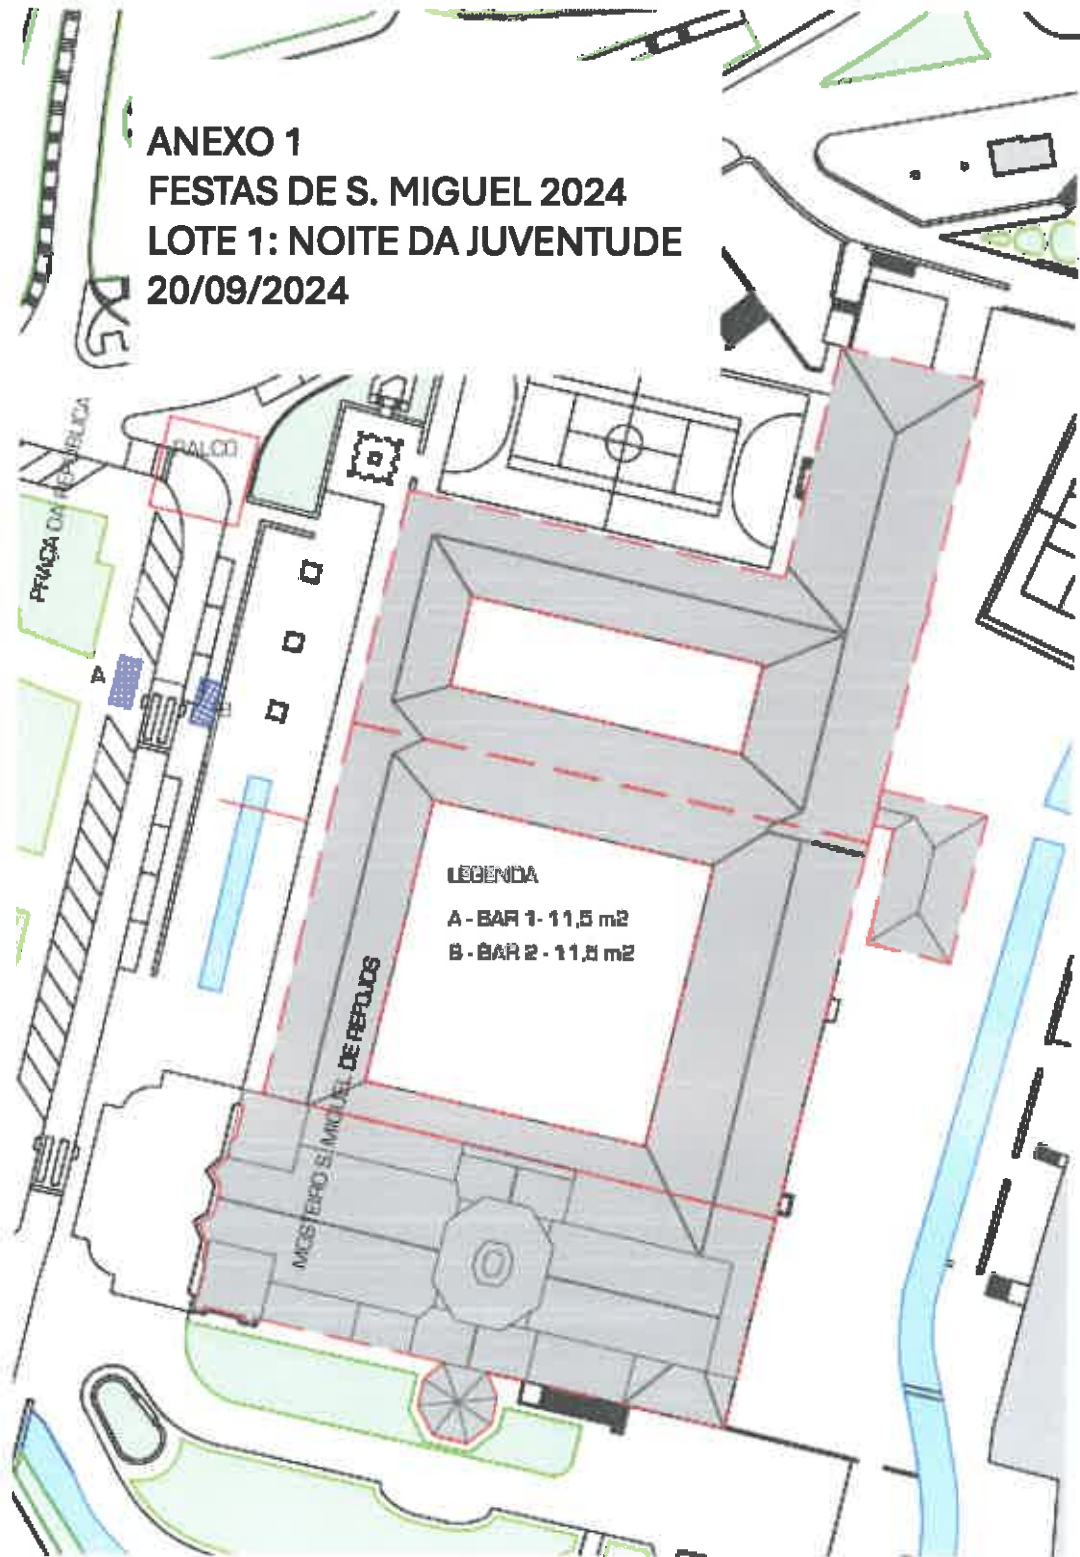 ANEXO 1
FESTAS DE S. MIGUEL 2024
LOTE 1: NOITE DA JUVENTUDE
20/09/2024
PALCO
PRAÇA DA REPÚBLICA
A
LEGENDA
A - BAR 1 - 11,5 m2
B - BAR 2 - 11,5 m2
MOSTEIRO S. MIGUEL DE REFOJOS